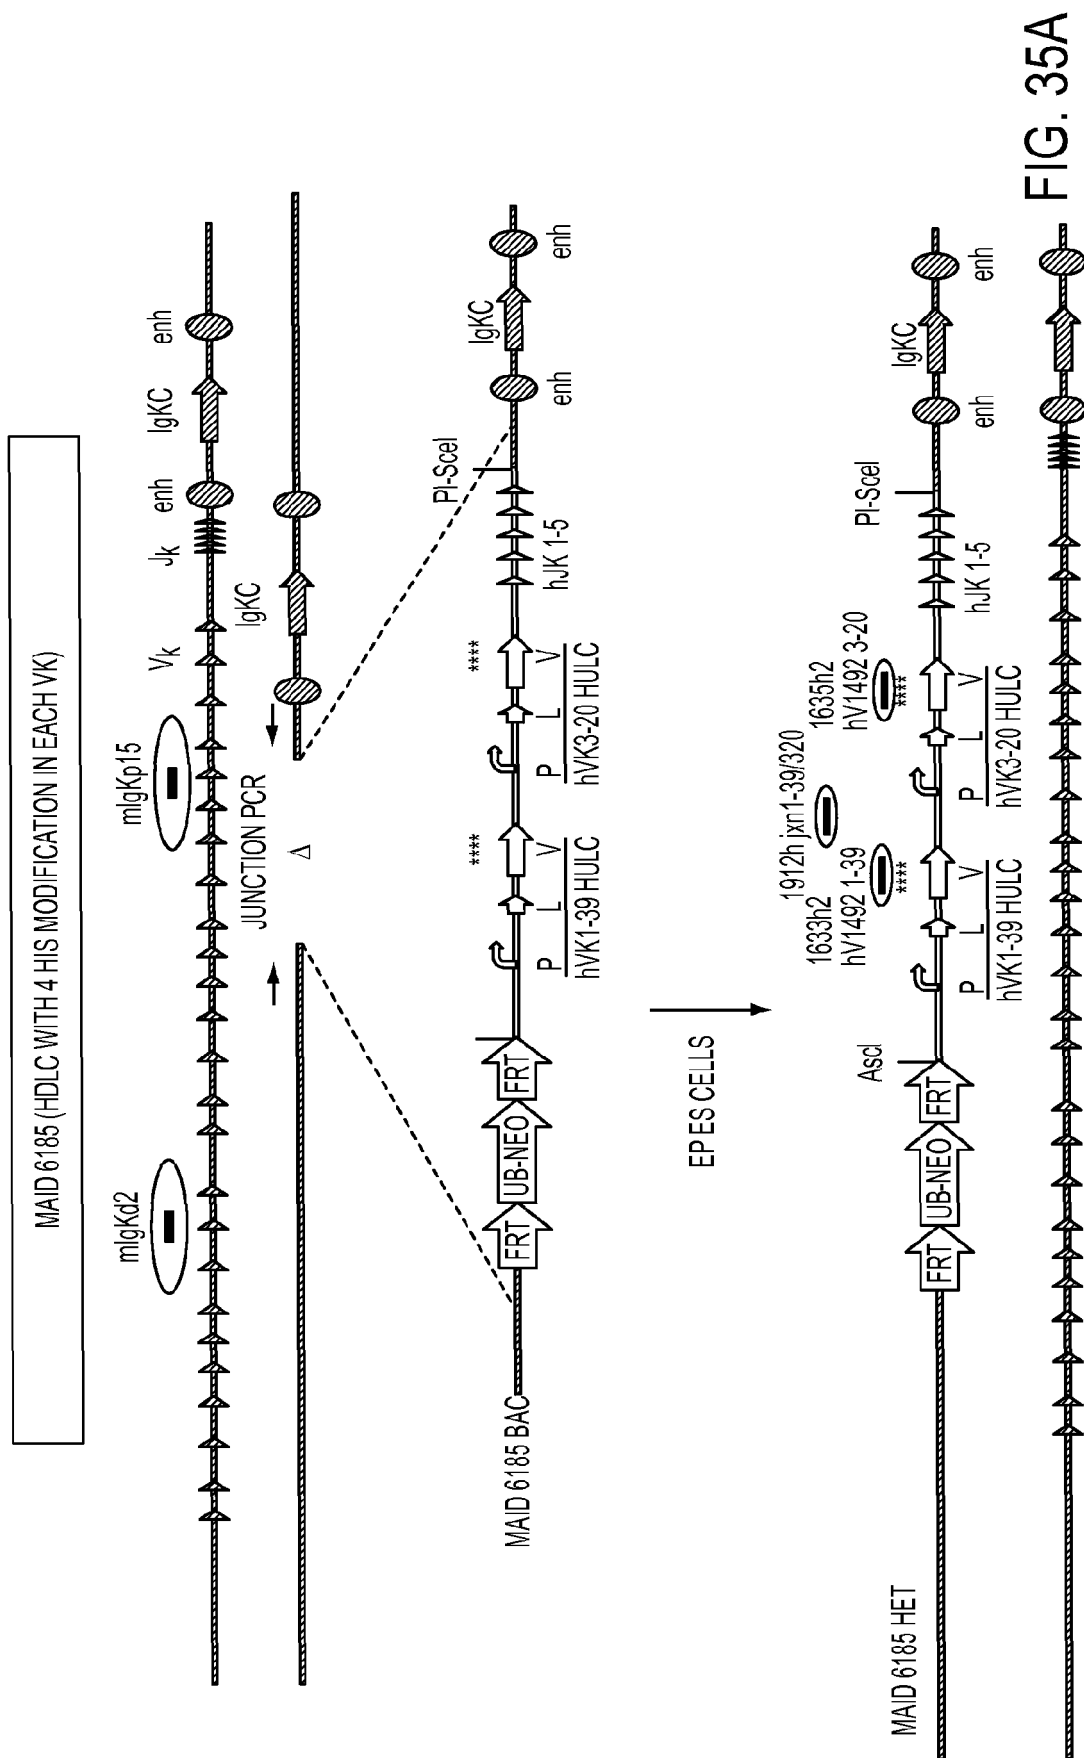 MAID 6185 (HDLC WITH 4 HIS MODIFICATION IN EACH VK)
mIgKd2
mIgKp15
Vk
Jk
enh
IgKC
enh
JUNCTION PCR
Δ
IgKC
MAID 6185 BAC
FRT
UB-NEO
FRT
P L V
hVK1-39 HULC
****
P L V
hVK3-20 HULC
****
hJK 1-5
PI-SceI
enh
IgKC
enh
EP ES CELLS
MAID 6185 HET
FRT
UB-NEO
FRT
AscI
P L V
hVK1-39 HULC
1633h2
hV1492 1-39
****
1912h jxn1-39/320
1635h2
hV1492 3-20
****
P L V
hVK3-20 HULC
hJK 1-5
PI-SceI
enh
IgKC
enh
FIG. 35A